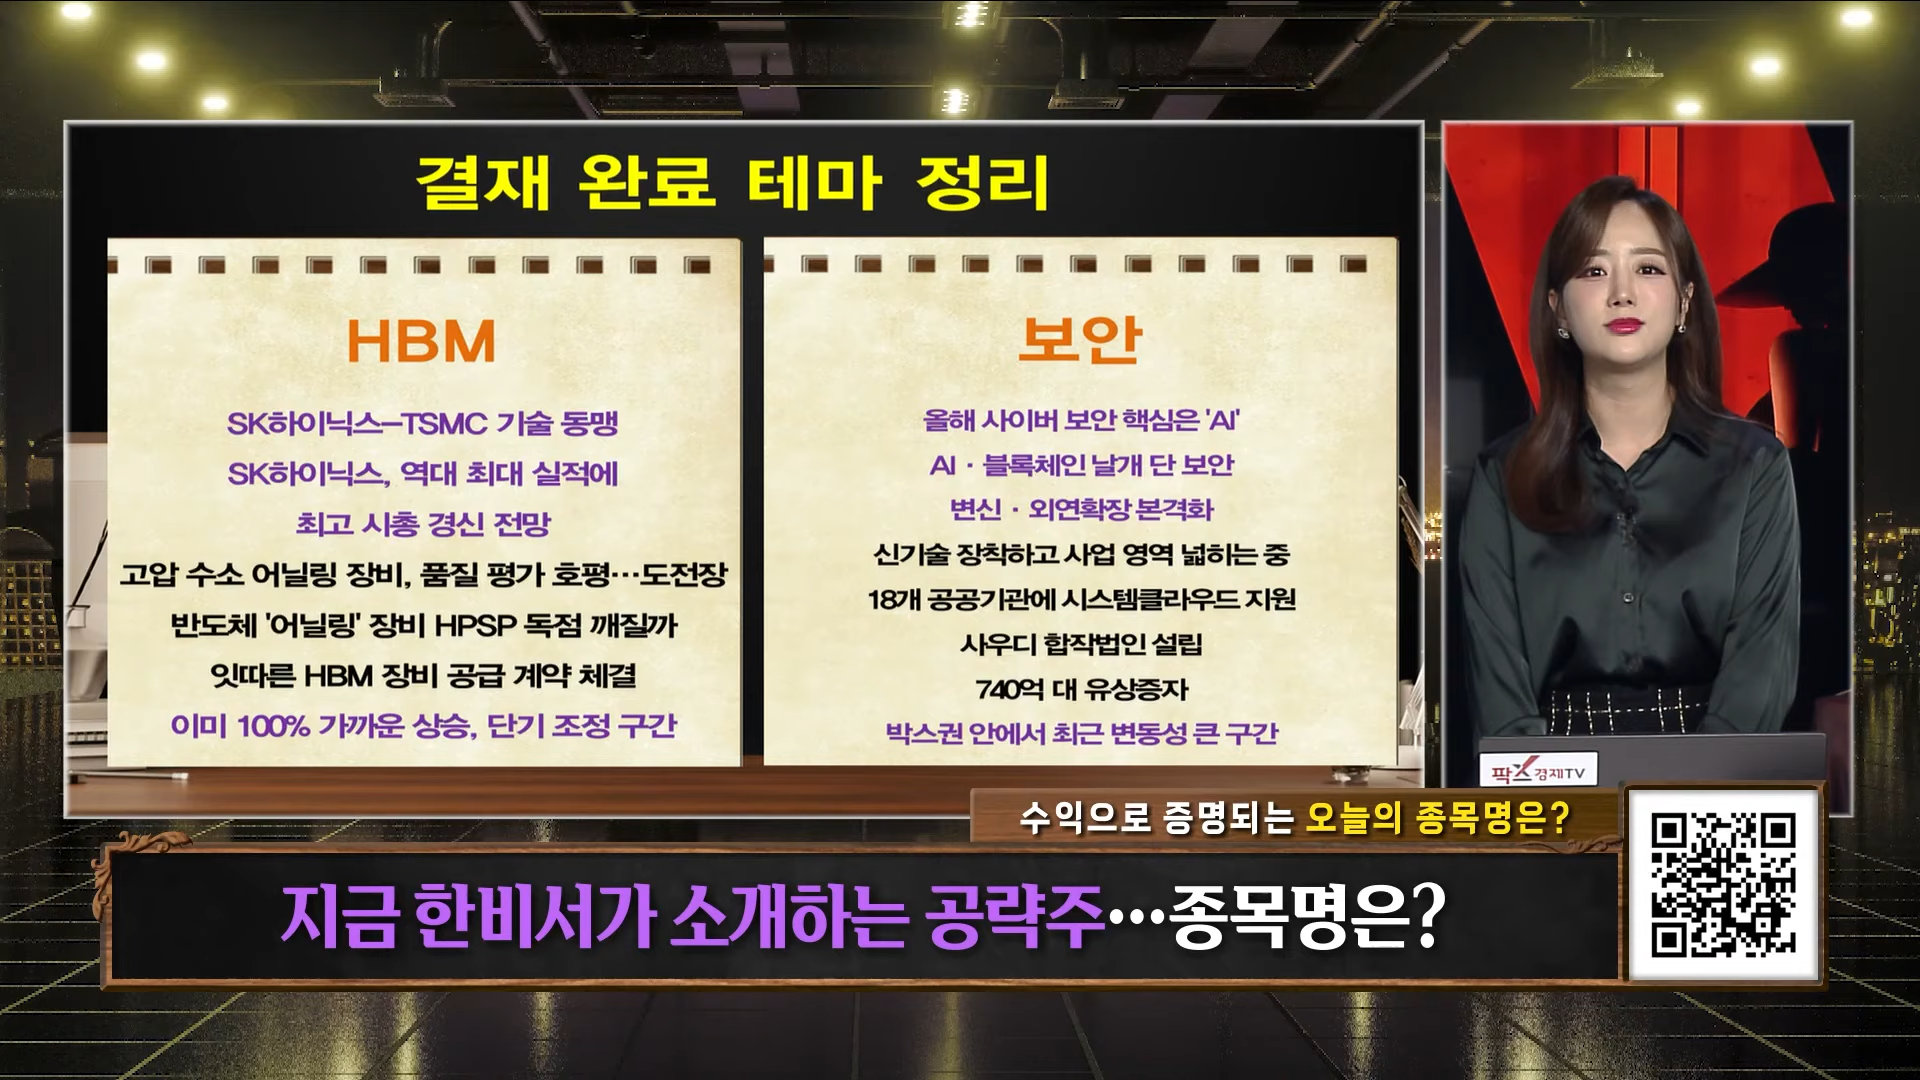 결재 완료 테마 정리
HBM
SK하이닉스-TSMC 기술 동맹
SK하이닉스, 역대 최대 실적에
최고 시총 경신 전망
고압 수소 어닐링 장비, 품질 평가 호평…도전장
반도체 '어닐링' 장비 HPSP 독점 깨질까
잇따른 HBM 장비 공급 계약 체결
이미 100% 가까운 상승, 단기 조정 구간
보안
올해 사이버 보안 핵심은 'AI'
AI · 블록체인 날개 단 보안
변신 · 외연확장 본격화
신기술 장착하고 사업 영역 넓히는 중
18개 공공기관에 시스템클라우드 지원
사우디 합작법인 설립
740억 대 유상증자
박스권 안에서 최근 변동성 큰 구간
팍스경제TV
수익으로 증명되는 오늘의 종목명은?
지금 한비서가 소개하는 공략주…종목명은?